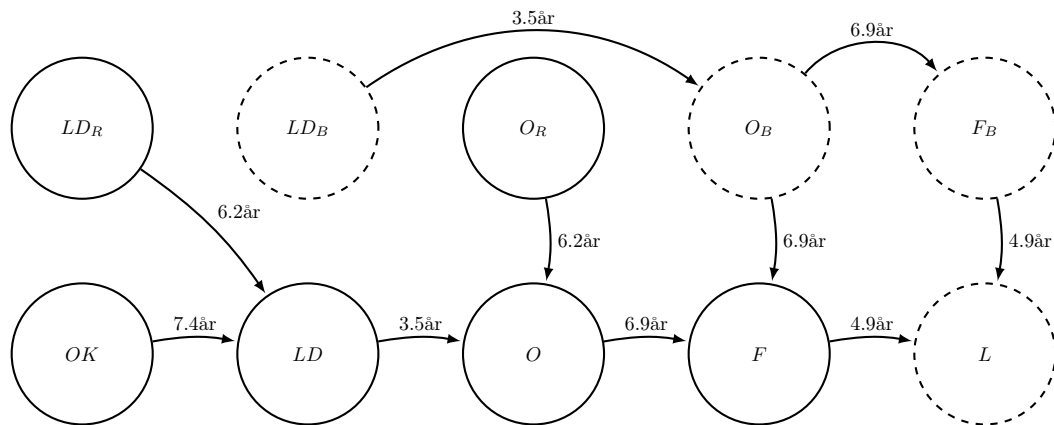 3.5år
6.9år
LD_R
LD_B
O_R
O_B
F_B
6.2år
6.2år
6.9år
4.9år
7.4år
3.5år
6.9år
4.9år
OK
LD
O
F
L